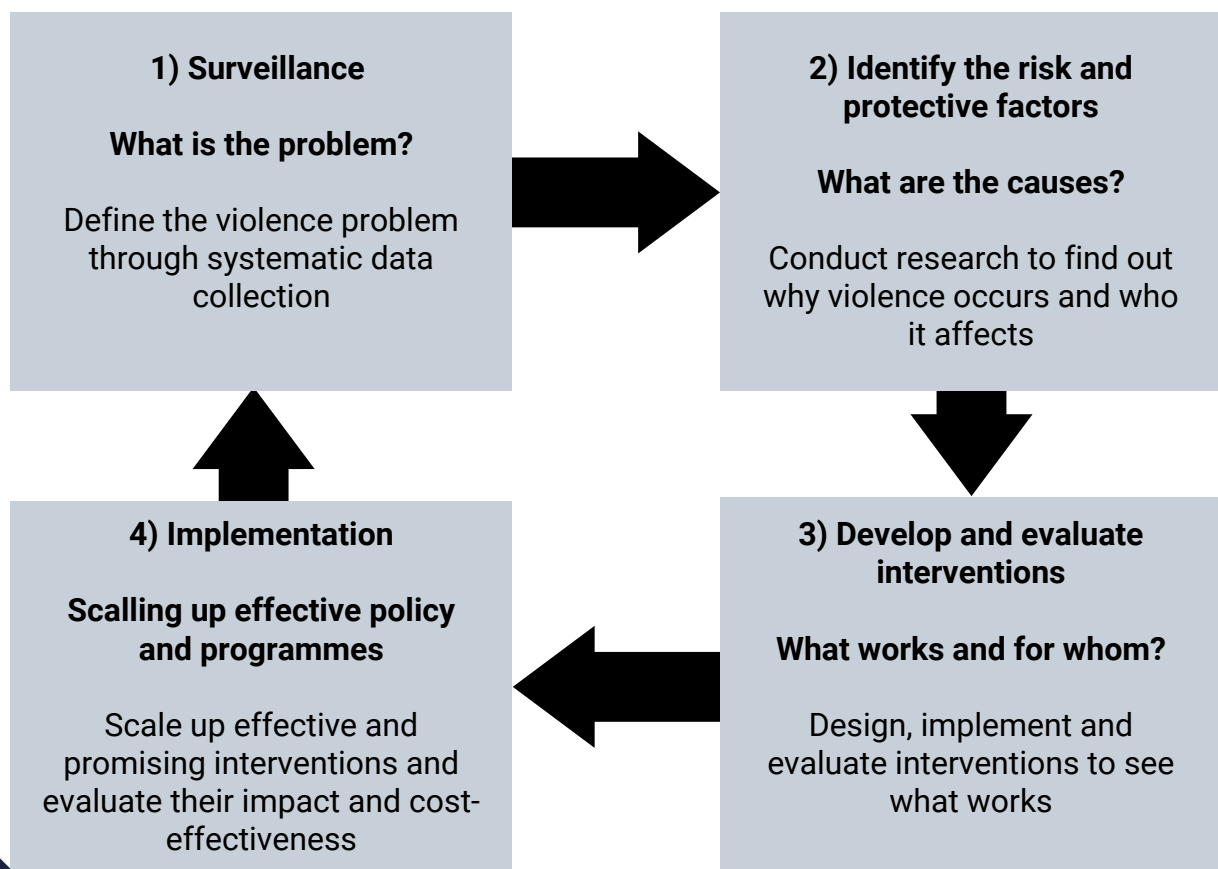 1) Surveillance
What is the problem?
Define the violence problem
through systematic data
collection
2) Identify the risk and
protective factors
What are the causes?
Conduct research to find out
why violence occurs and who
it affects
3) Develop and evaluate
interventions
What works and for whom?
Design, implement and
evaluate interventions to see
what works
4) Implementation
Scalling up effective policy
and programmes
Scale up effective and
promising interventions and
evaluate their impact and cost-
effectiveness